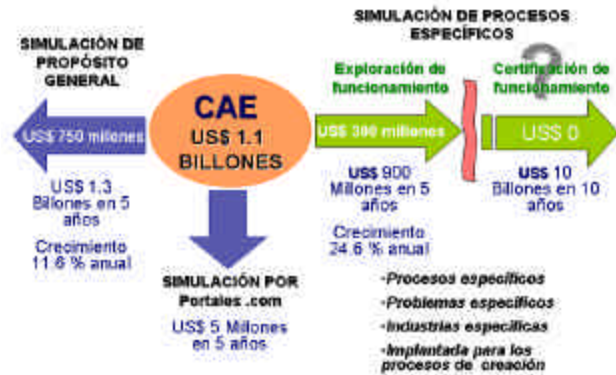 SIMULACIÓN DE
PROPÓSITO
GENERAL
US$ 750 millones
US$ 1.3
Billones en 5
años
Crecimiento
11.6 % anual
CAE
US$ 1.1
BILLONES
SIMULACIÓN POR
Portales .com
US$ 5 Millones
en 5 años
SIMULACIÓN DE PROCESOS
ESPECÍFICOS
Exploración de
funcionamiento
US$ 300 millones
US$ 900
Millones en 5
años
Crecimiento
24.6 % anual
?
Certificación de
funcionamiento
US$ 0
US$ 10
Billones en 10
años
-Procesos específicos
-Problemas específicos
-Industrias específicas
-Implantada para los
procesos de creación